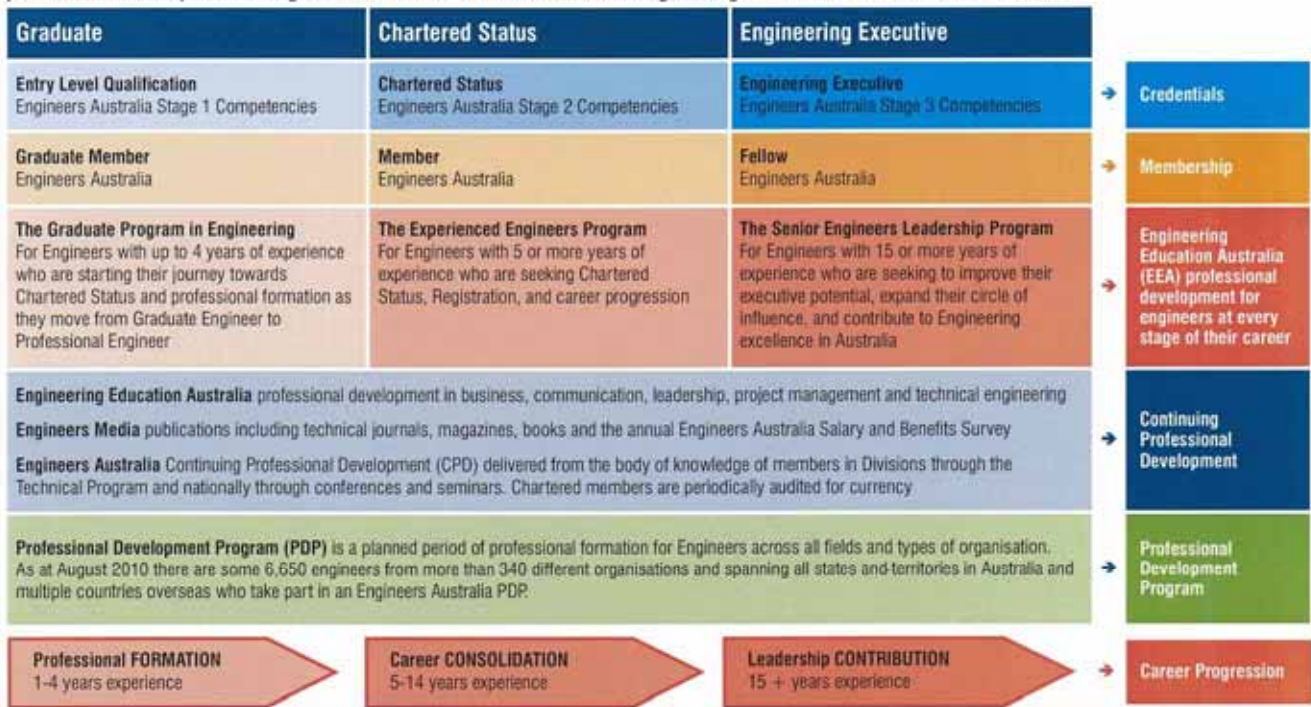 Graduate
Chartered Status
Engineering Executive
Entry Level Qualification
Engineers Australia Stage 1 Competencies
Chartered Status
Engineers Australia Stage 2 Competencies
Engineering Executive
Engineers Australia Stage 3 Competencies
Credentials
Graduate Member
Engineers Australia
Member
Engineers Australia
Fellow
Engineers Australia
Membership
The Graduate Program in Engineering
For Engineers with up to 4 years of experience
who are starting their journey towards
Chartered Status and professional formation as
they move from Graduate Engineer to
Professional Engineer
The Experienced Engineers Program
For Engineers with 5 or more years of
experience who are seeking Chartered
Status, Registration, and career progression
The Senior Engineers Leadership Program
For Engineers with 15 or more years of
experience who are seeking to improve their
executive potential, expand their circle of
influence, and contribute to Engineering
excellence in Australia
Engineering
Education Australia
(EEA) professional
development for
engineers at every
stage of their career
Engineering Education Australia professional development in business, communication, leadership, project management and technical engineering
Engineers Media publications including technical journals, magazines, books and the annual Engineers Australia Salary and Benefits Survey
Engineers Australia Continuing Professional Development (CPD) delivered from the body of knowledge of members in Divisions through the
Technical Program and nationally through conferences and seminars. Chartered members are periodically audited for currency
Continuing
Professional
Development
Professional Development Program (PDP) is a planned period of professional formation for Engineers across all fields and types of organisation.
As at August 2010 there are some 6,650 engineers from more than 340 different organisations and spanning all states and territories in Australia and
multiple countries overseas who take part in an Engineers Australia PDP.
Professional
Development
Program
Professional FORMATION
1-4 years experience
Career CONSOLIDATION
5-14 years experience
Leadership CONTRIBUTION
15 + years experience
Career Progression